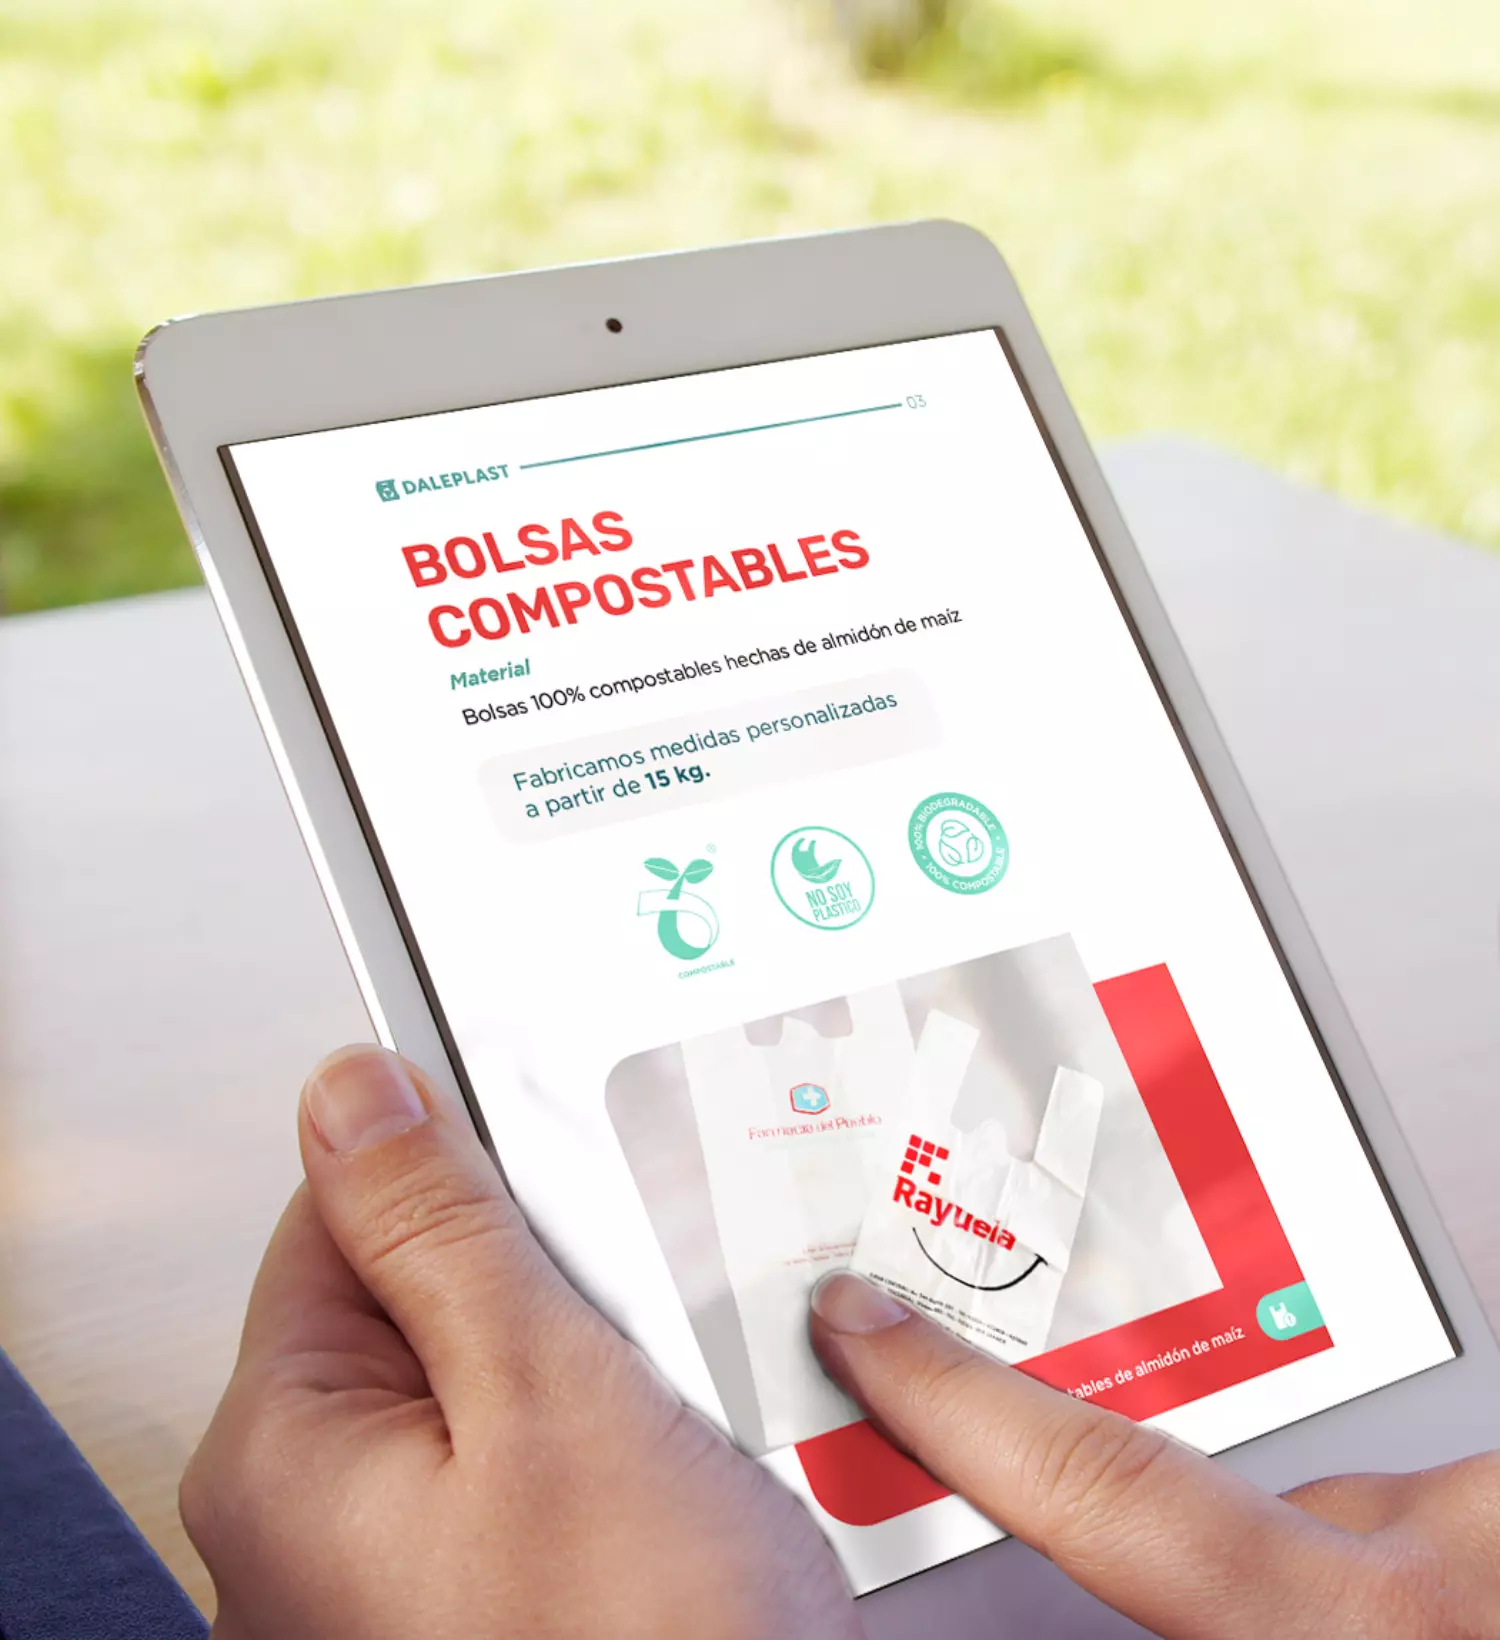 03
DALEPLAST
BOLSAS
COMPOSTABLES
Material
Bolsas 100% compostables hechas de almidón de maíz
Fabricamos medidas personalizadas
a partir de 15 kg.
®
COMPOSTABLE
NO SOY
PLASTICO
100% BIODEGRADABLE
100% COMPOSTABLE
Farmacia del Pueblo
Rayuela
tables de almidón de maíz